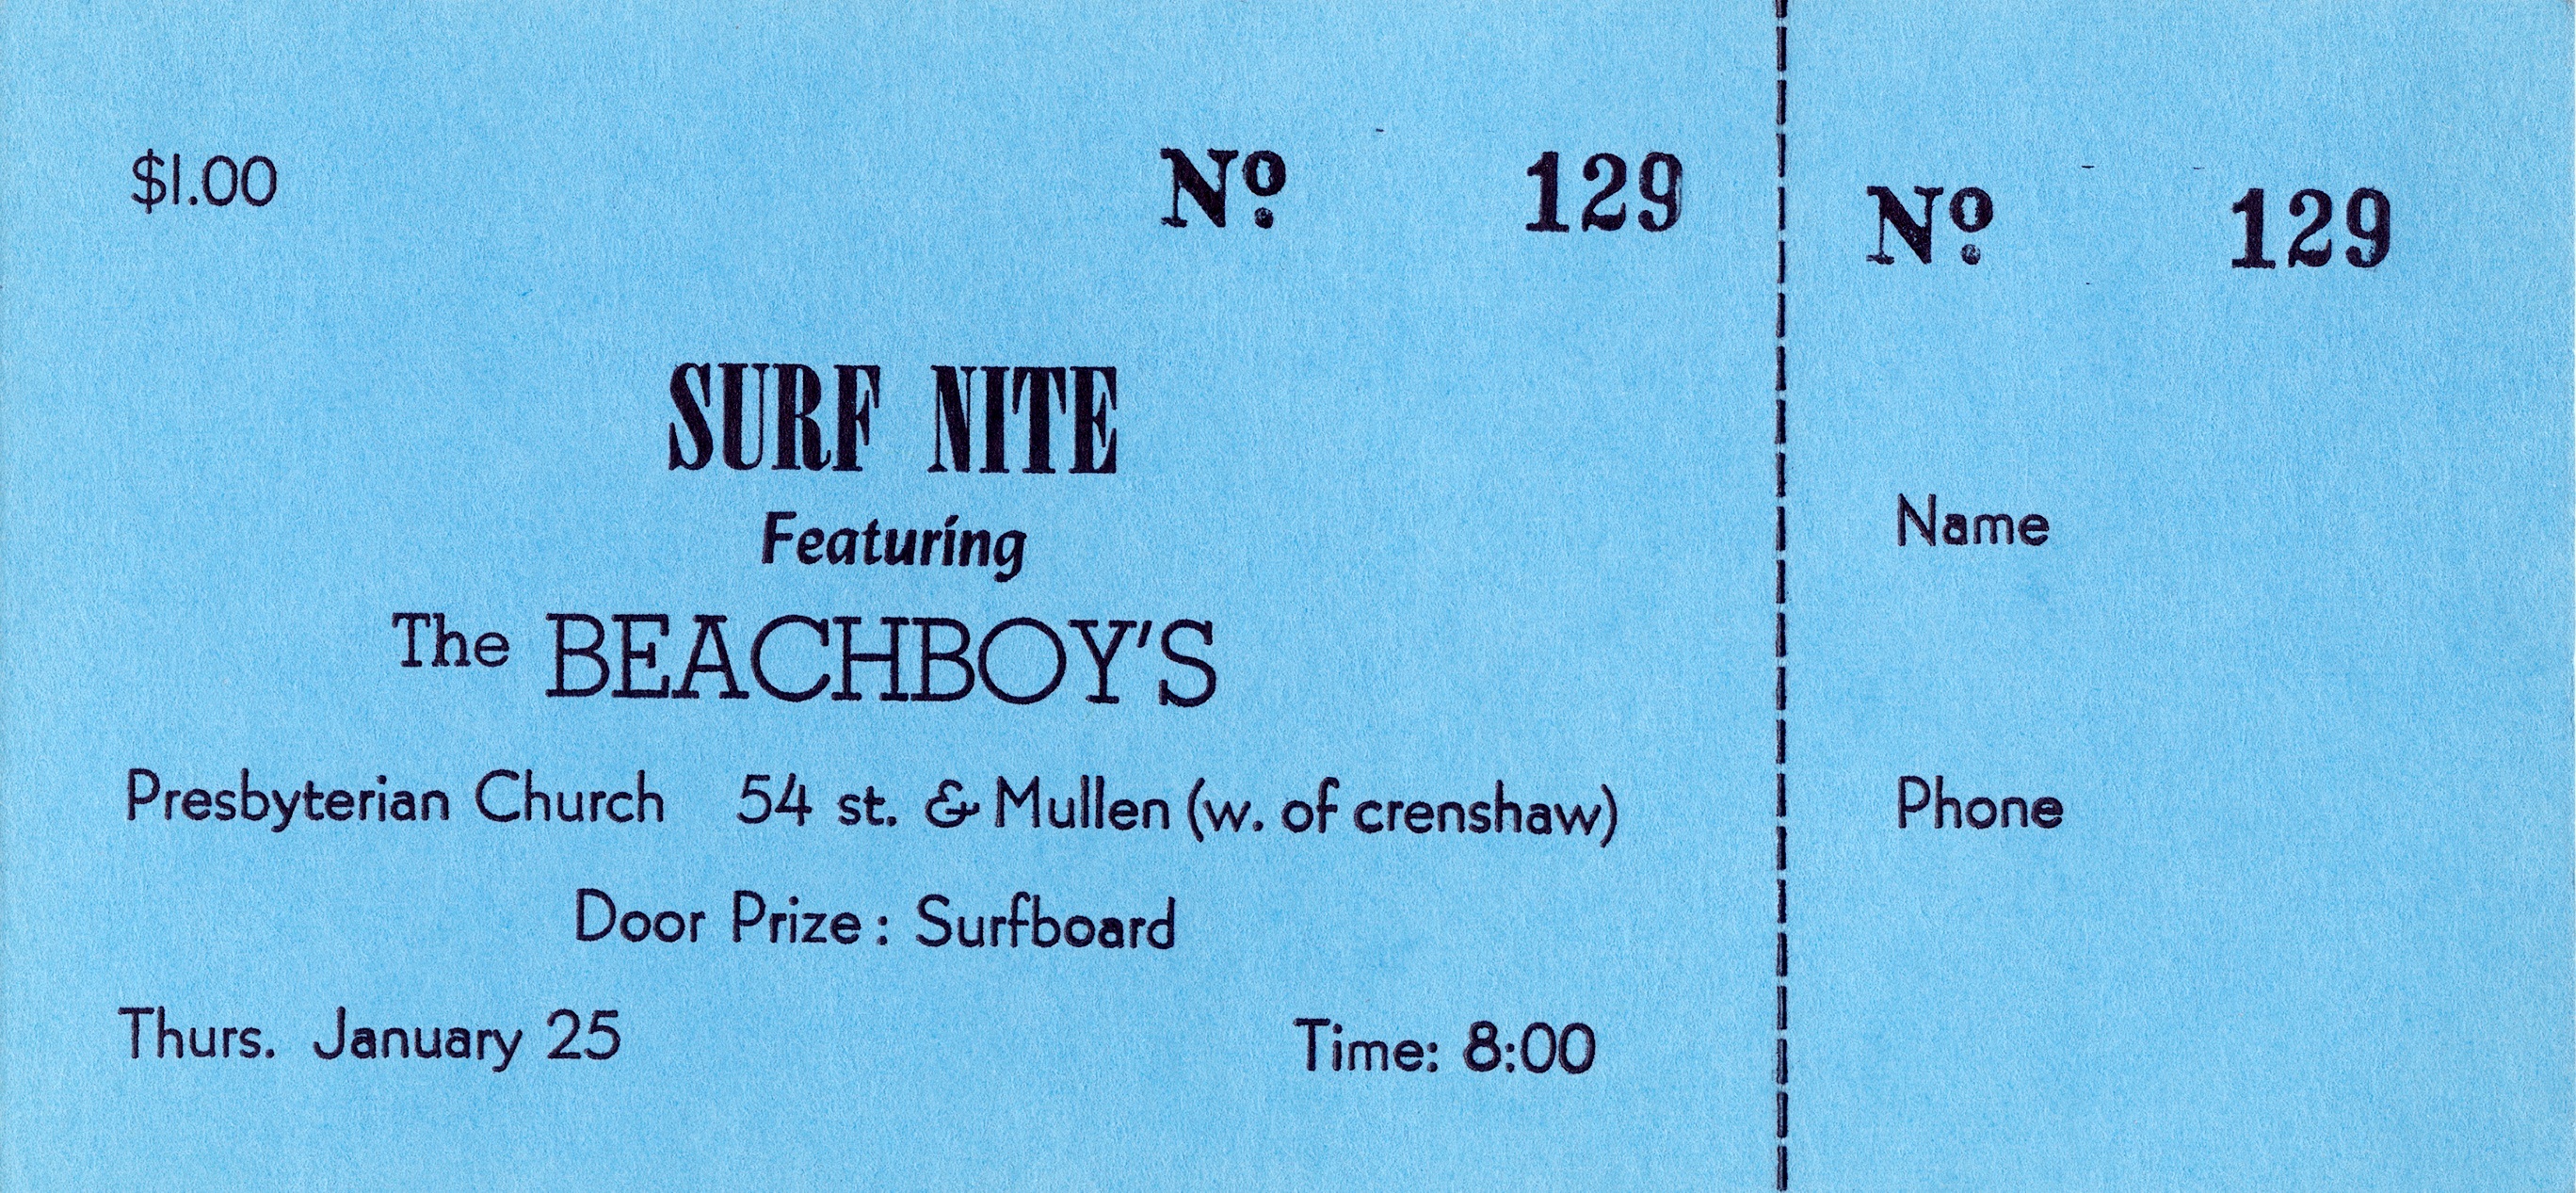 $1.00 Nº 129
SURF NITE
Featuring
The BEACHBOY'S
Presbyterian Church 54 st. & Mullen (w. of crenshaw)
Door Prize: Surfboard
Thurs. January 25 Time: 8:00
Nº 129
Name
Phone